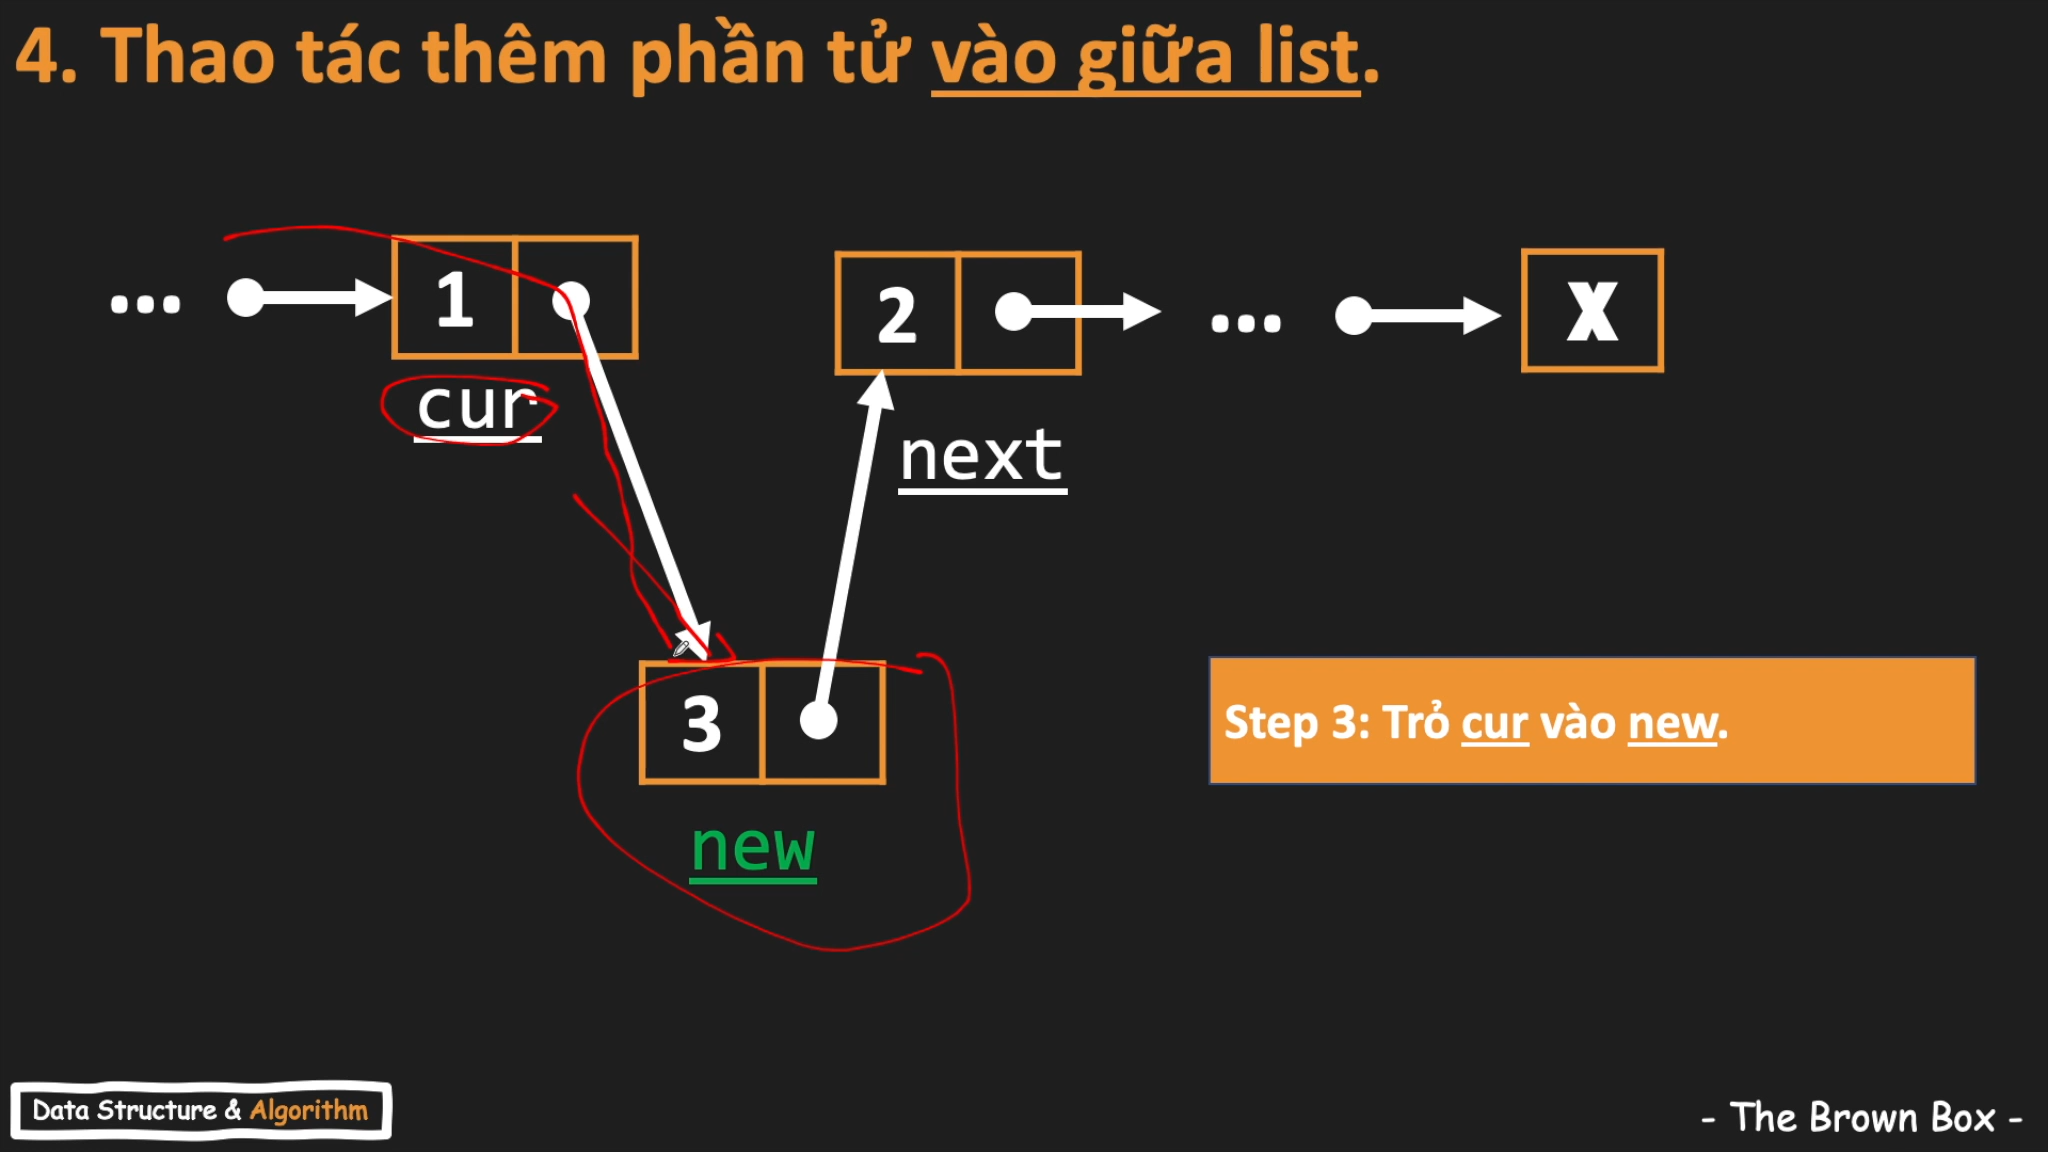 4. Thao tác thêm phần tử vào giữa list.
... 1 2 ... X
cur
next
3
new
Step 3: Trỏ cur vào new.
Data Structure & Algorithm
- The Brown Box -